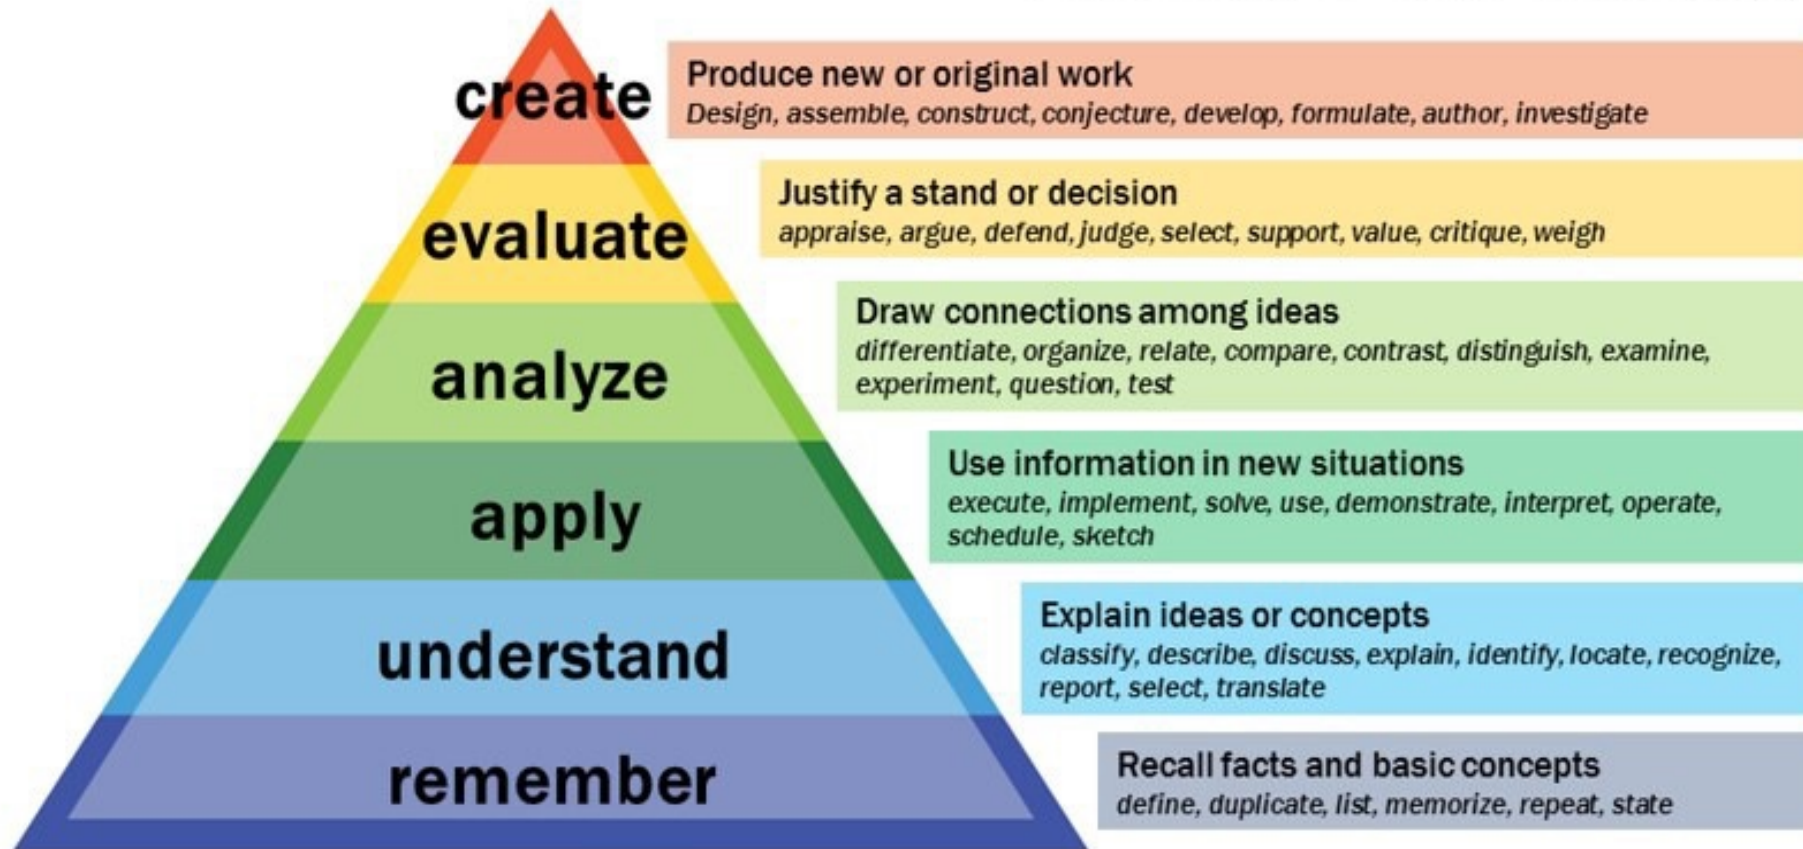 create
Produce new or original work
Design, assemble, construct, conjecture, develop, formulate, author, investigate
evaluate
Justify a stand or decision
appraise, argue, defend, judge, select, support, value, critique, weigh
analyze
Draw connections among ideas
differentiate, organize, relate, compare, contrast, distinguish, examine,
experiment, question, test
apply
Use information in new situations
execute, implement, solve, use, demonstrate, interpret, operate,
schedule, sketch
understand
Explain ideas or concepts
classify, describe, discuss, explain, identify, locate, recognize,
report, select, translate
remember
Recall facts and basic concepts
define, duplicate, list, memorize, repeat, state